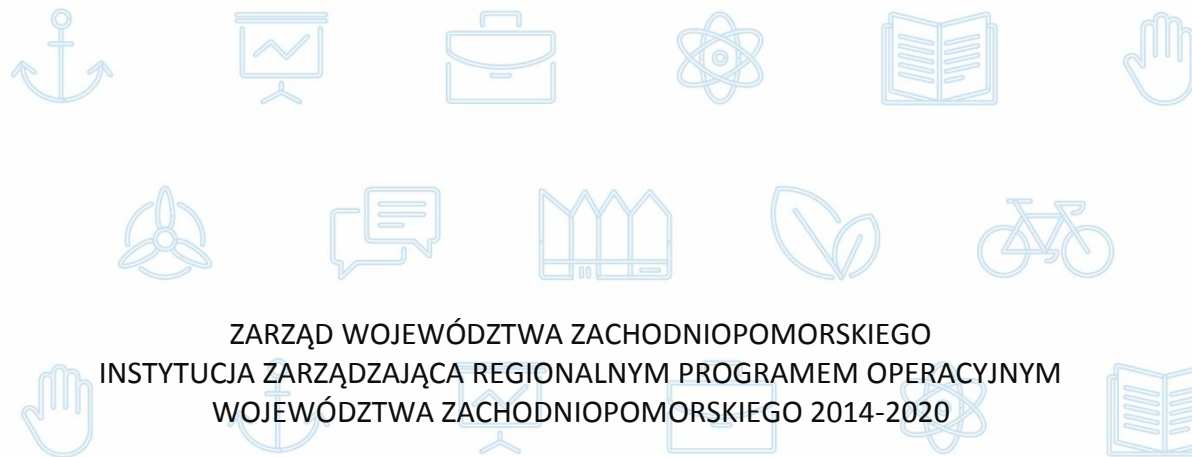 ZARZĄD WOJEWÓDZTWA ZACHODNIOPOMORSKIEGO
INSTYTUCJA ZARZĄDZAJĄCA REGIONALNYM PROGRAMEM OPERACYJNYM
WOJEWÓDZTWA ZACHODNIOPOMORSKIEGO 2014-2020